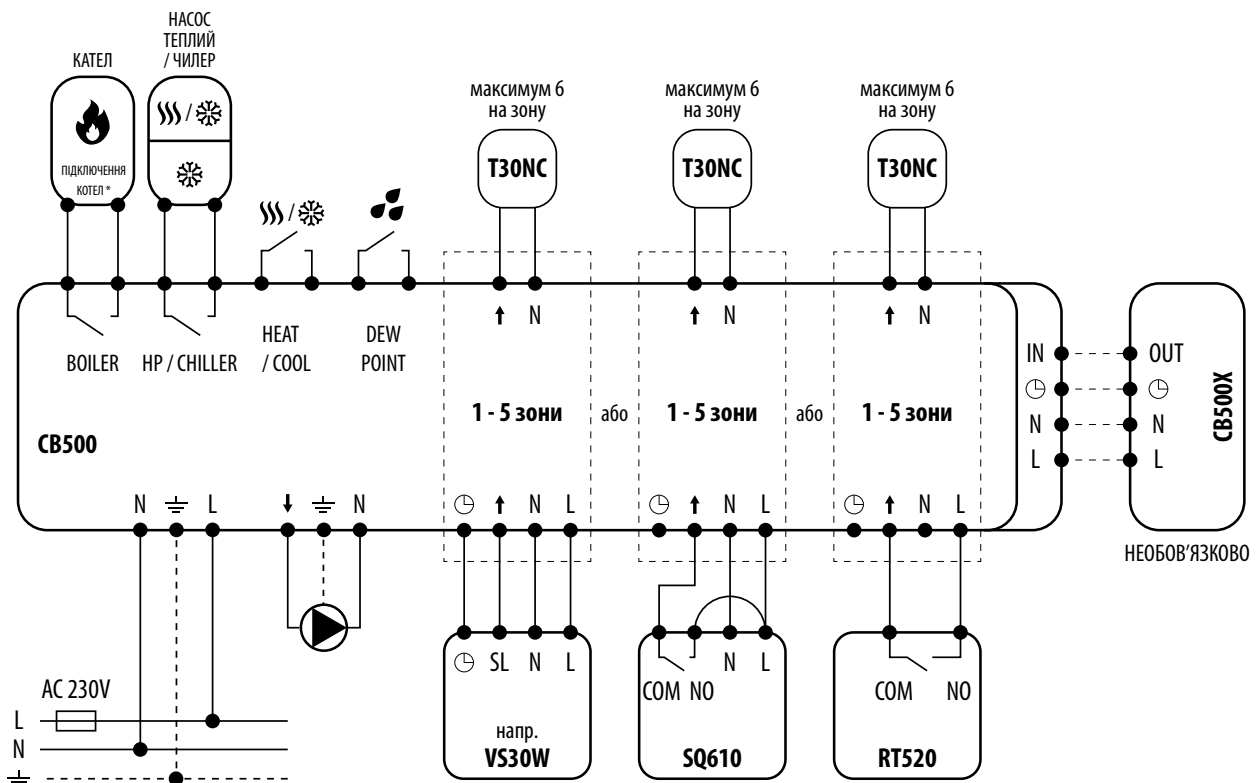 НАСОС
ТЕПЛИЙ
/ ЧИЛЕР
КАТЕЛ
/
ПІДКЛЮЧЕННЯ
КОТЕЛ *
/
максимум 6
на зону
максимум 6
на зону
максимум 6
на зону
T30NC
T30NC
T30NC
N
N
N
BOILER
HP / CHILLER
HEAT
/ COOL
DEW
POINT
IN
OUT
N
N
L
L
CB500X
НЕОБОВ'ЯЗКОВО
CB500
1 - 5 зони
або
1 - 5 зони
або
1 - 5 зони
N
L
N
N
L
N
L
N
L
SL
N
L
напр.
VS30W
COM NO
N
L
SQ610
COM
NO
RT520
AC 230V
L
N